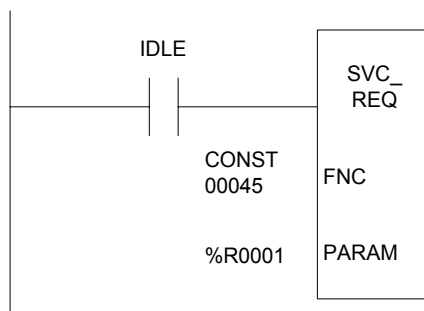 IDLE
SVC_
REQ
CONST
00045
FNC
%R0001
PARAM